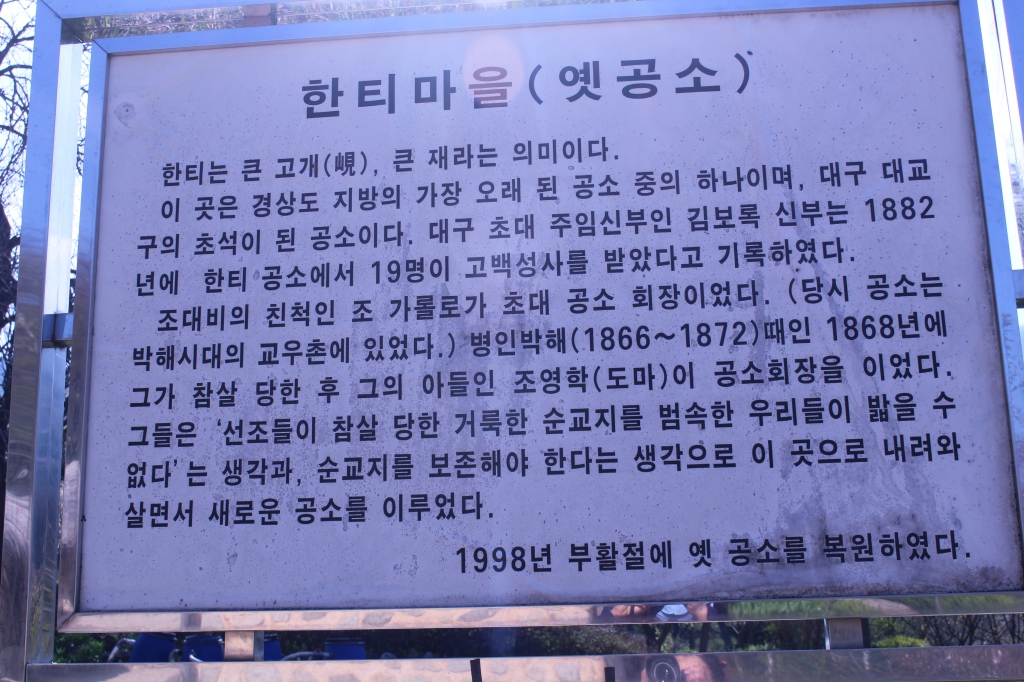 한티마을(옛공소)
한티는 큰 고개(峴), 큰 재라는 의미이다.
이 곳은 경상도 지방의 가장 오래 된 공소 중의 하나이며, 대구 대교
구의 초석이 된 공소이다. 대구 초대 주임신부인 김보록 신부는 1882
년에 한티 공소에서 19명이 고백성사를 받았다고 기록하였다.
조대비의 친척인 조 가롤로가 초대 공소 회장이었다. (당시 공소는
박해시대의 교우촌에 있었다.) 병인박해(1866~1872)때인 1868년에
그가 참살 당한 후 그의 아들인 조영학(도마)이 공소회장을 이었다.
그들은 '선조들이 참살 당한 거룩한 순교지를 범속한 우리들이 밟을 수
없다'는 생각과, 순교지를 보존해야 한다는 생각으로 이 곳으로 내려와
살면서 새로운 공소를 이루었다.
1998년 부활절에 옛 공소를 복원하였다.